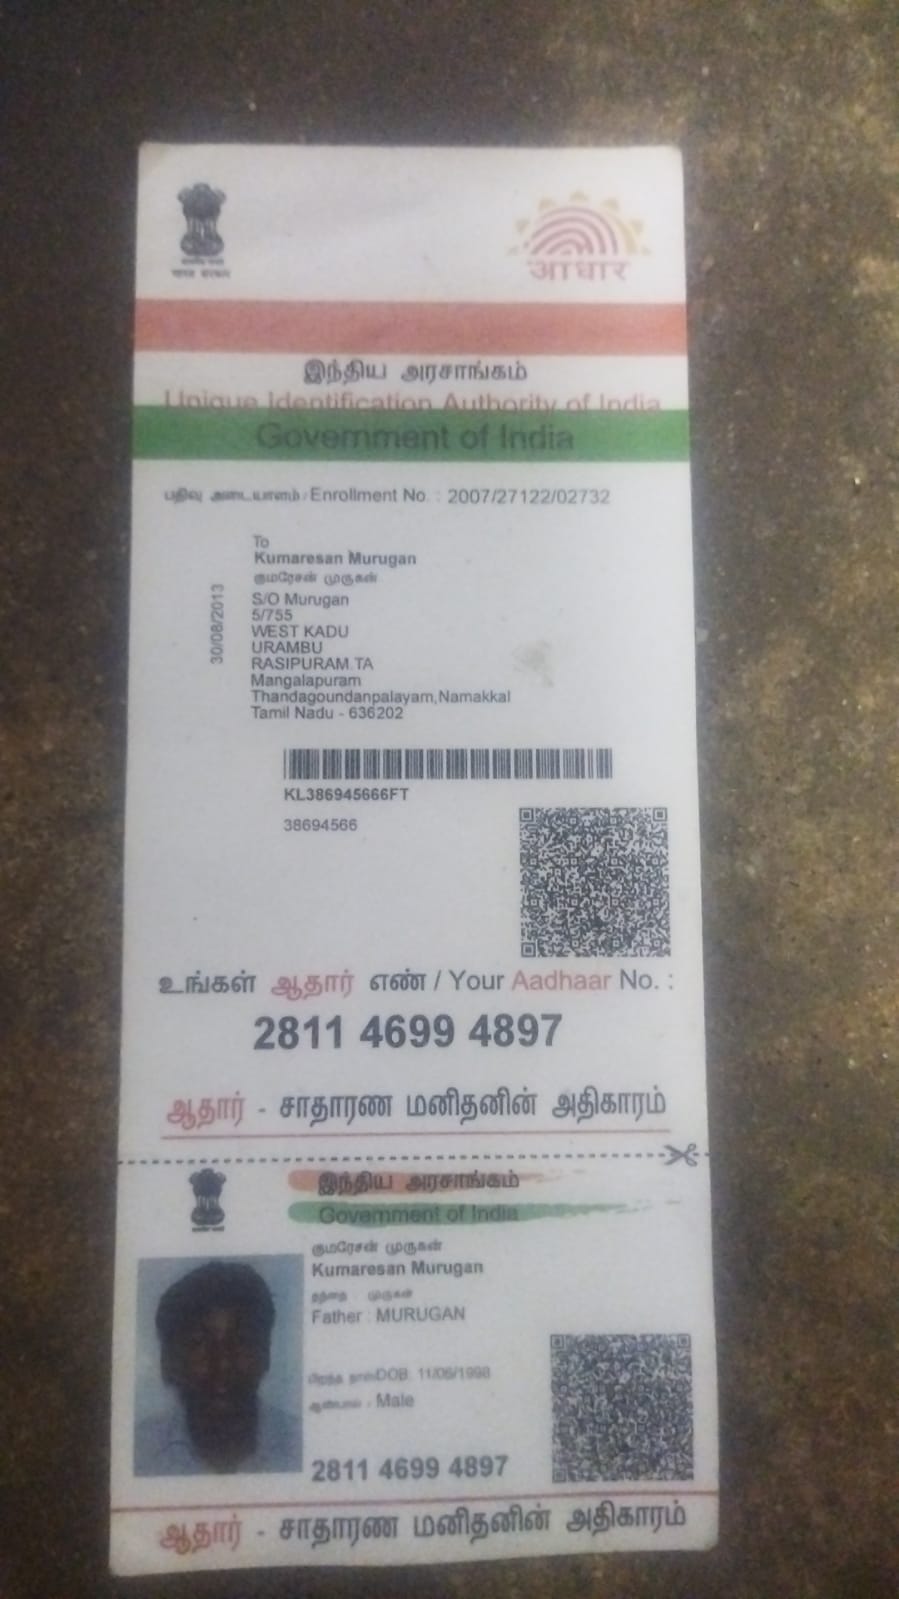 आधार
இந்திய அரசாங்கம்
Unique Identification Authority of India
Government of India
பதிவு அடையாளம் / Enrollment No. : 2007/27122/02732
30/08/2013
To
Kumaresan Murugan
குமரேசன் முருகன்
S/O Murugan
5/755
WEST KADU
URAMBU
RASIPURAM TA
Mangalapuram
Thandagoundanpalayam,Namakkal
Tamil Nadu - 636202
KL386945666FT
38694566
உங்கள் ஆதார் எண் / Your Aadhaar No. :
2811 4699 4897
ஆதார் - சாதாரண மனிதனின் அதிகாரம்
இந்திய அரசாங்கம்
Government of India
குமரேசன் முருகன்
Kumaresan Murugan
தந்தை முருகன்
Father : MURUGAN
DOB: 11/06/1998
ஆண்பால் - Male
2811 4699 4897
ஆதார் - சாதாரண மனிதனின் அதிகாரம்